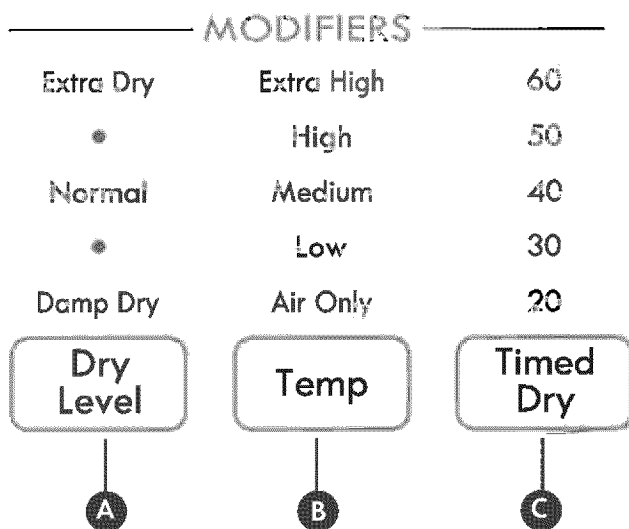 MODIFIERS
Extra Dry Extra High 60
• High 50
Normal Medium 40
• Low 30
Damp Dry Air Only 20
Dry Level Temp Timed Dry
A B C